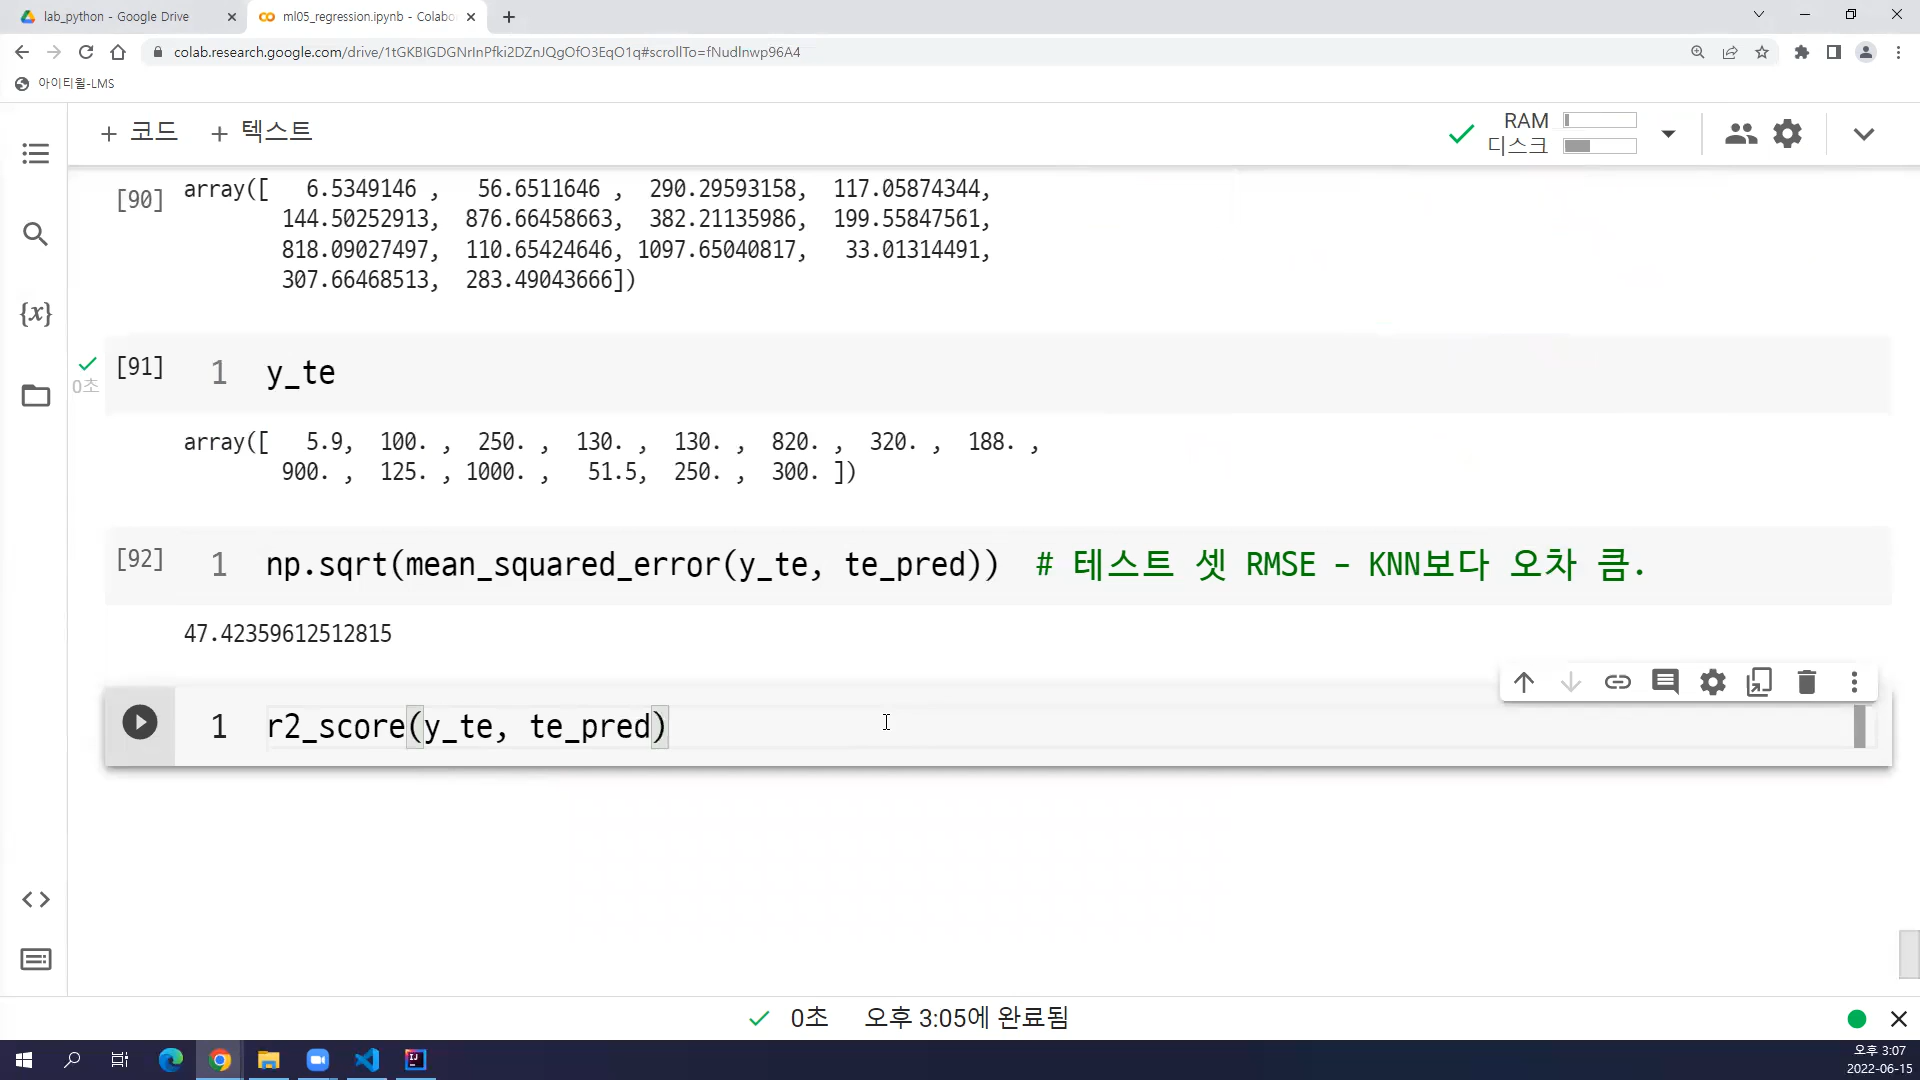 lab_python - Google Drive
ml05_regression.ipynb - Colabo
colab.research.google.com/drive/1tGKBIGDGNrInPfki2DZnJQgOfO3EqO1q#scrollTo=fNudInwp96A4
아이티윌-LMS
+ 코드 + 텍스트
RAM
디스크
[90] array([ 6.5349146 , 56.6511646 , 290.29593158, 117.05874344,
144.50252913, 876.66458663, 382.21135986, 199.55847561,
818.09027497, 110.65424646, 1097.65040817, 33.01314491,
307.66468513, 283.49043666])
[91] 1 y_te
0초
array([ 5.9, 100. , 250. , 130. , 130. , 820. , 320. , 188. ,
900. , 125. , 1000. , 51.5, 250. , 300. ])
[92] 1 np.sqrt(mean_squared_error(y_te, te_pred)) # 테스트 셋 RMSE - KNN보다 오차 큼.
47.42359612512815
1 r2_score(y_te, te_pred)
0초 오후 3:05에 완료됨
오후 3:07
2022-06-15